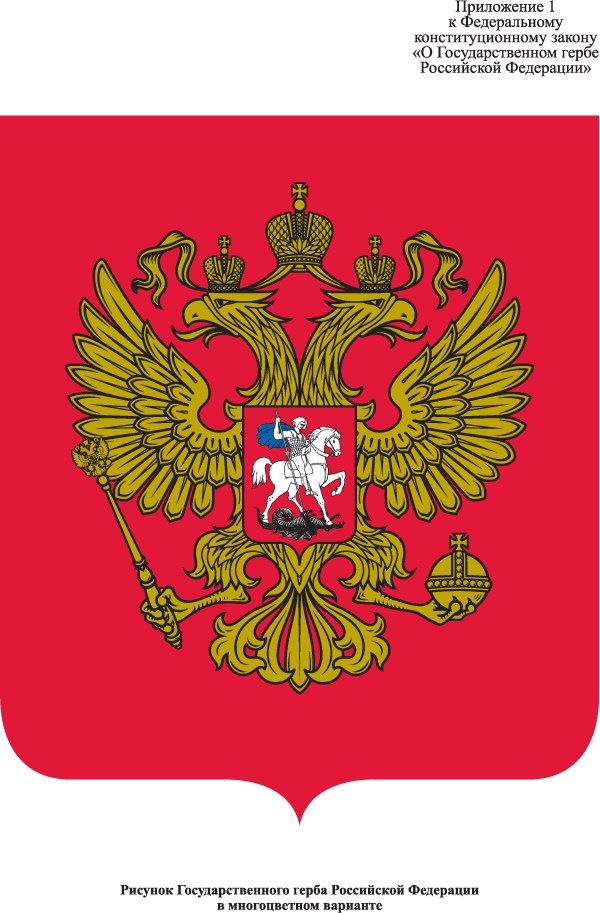 Приложение 1
к Федеральному
конституционному закону
«О Государственном гербе
Российской Федерации»
Рисунок Государственного герба Российской Федерации
в многоцветном варианте